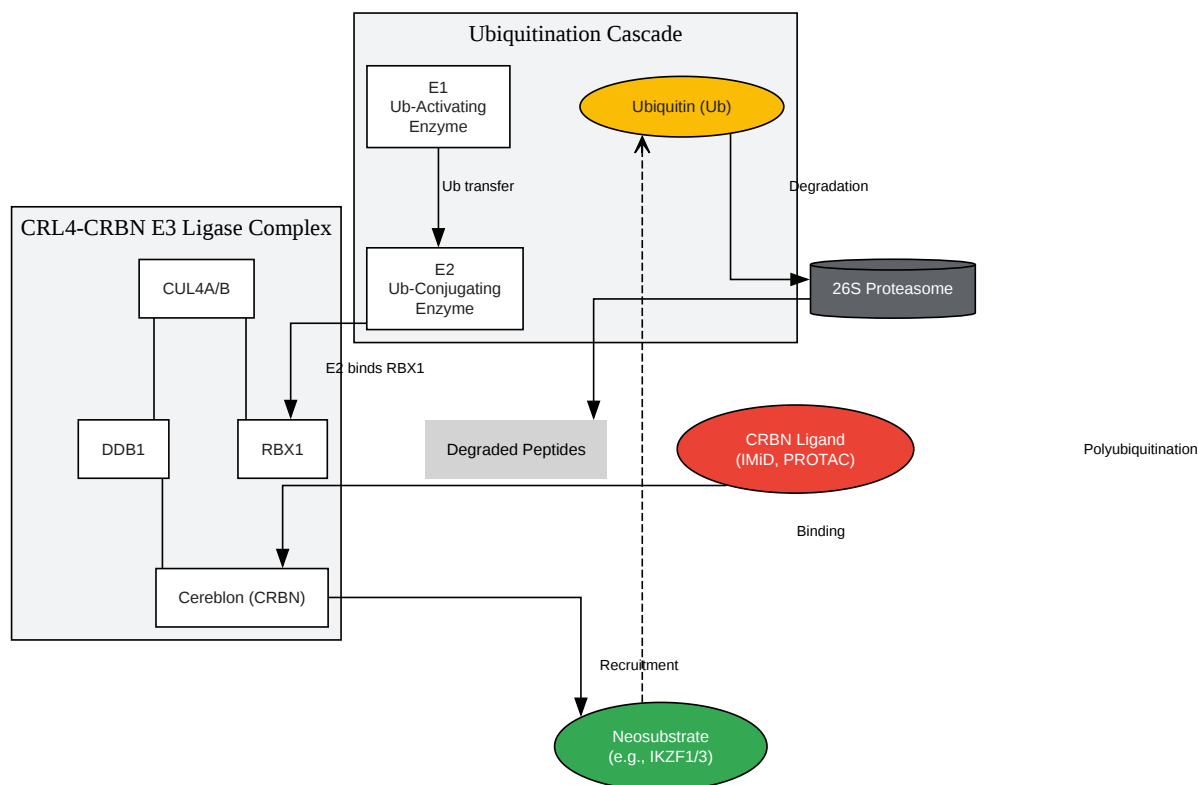 Ubiquitination Cascade
E1
Ub-Activating
Enzyme
Ubiquitin (Ub)
Ub transfer
Degradation
CRL4-CRBN E3 Ligase Complex
CUL4A/B
E2
Ub-Conjugating
Enzyme
26S Proteasome
E2 binds RBX1
DDB1
RBX1
Degraded Peptides
CRBN Ligand
(IMiD, PROTAC)
Polyubiquitination
Binding
Cereblon (CRBN)
Recruitment
Neosubstrate
(e.g., IKZF1/3)